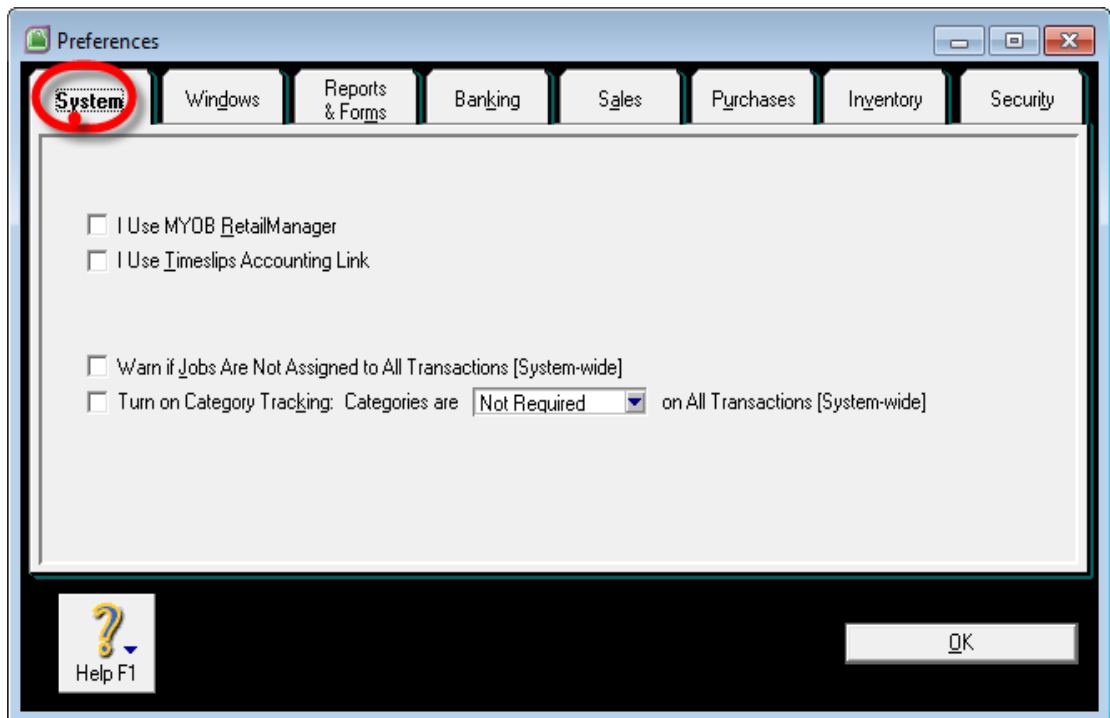 Preferences
System
Windows
Reports
& Forms
Banking
Sales
Purchases
Inventory
Security
I Use MYOB RetailManager
I Use Timeslips Accounting Link
Warn if Jobs Are Not Assigned to All Transactions [System-wide]
Turn on Category Tracking: Categories are Not Required on All Transactions [System-wide]
Help F1
OK